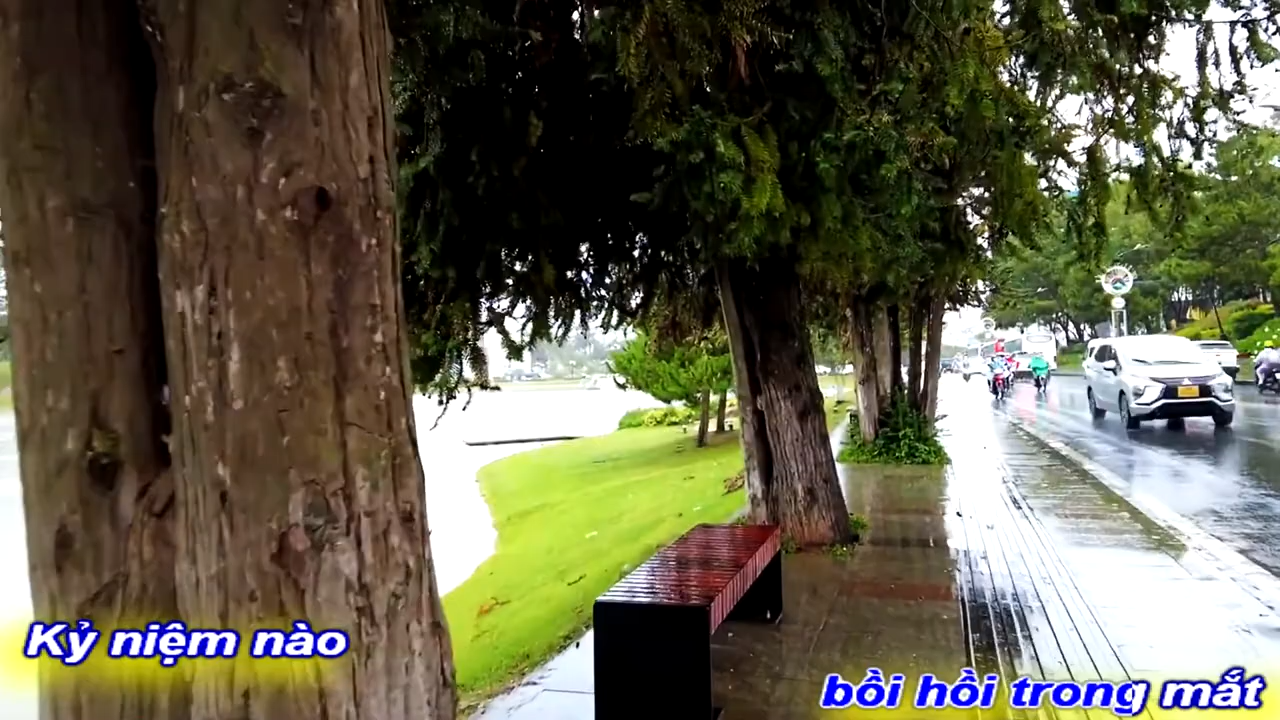 Kỷ niệm nào
bồi hồi trong mắt